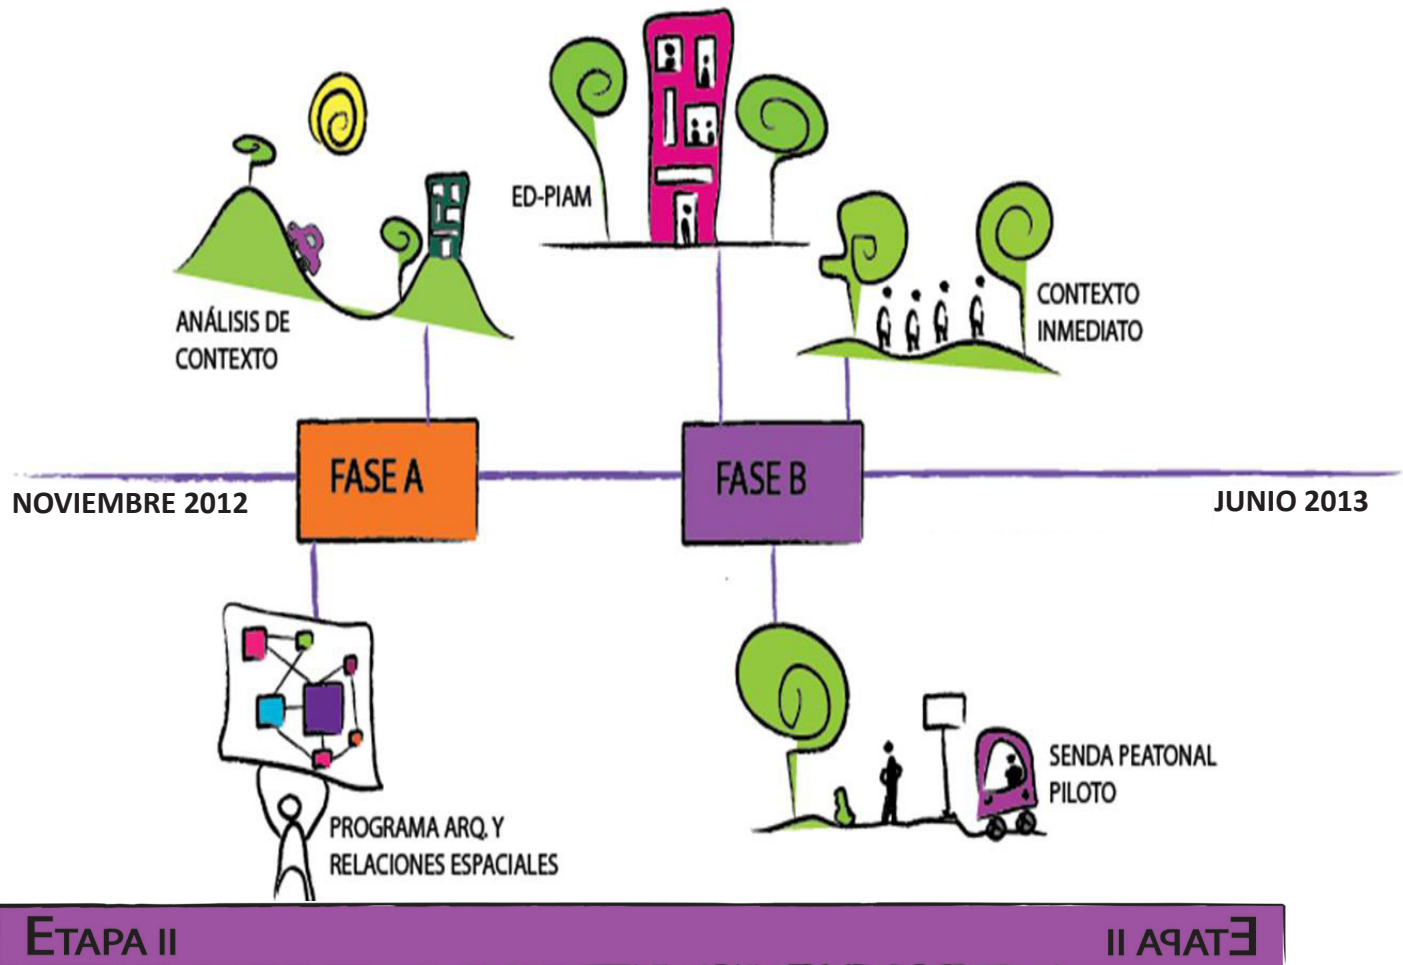 ED-PIAM
ANÁLISIS DE
CONTEXTO
CONTEXTO
INMEDIATO
FASE A
FASE B
NOVIEMBRE 2012
JUNIO 2013
SENDA PEATONAL
PILOTO
PROGRAMA ARQ. Y
RELACIONES ESPACIALES
ETAPA II
ETAPA II